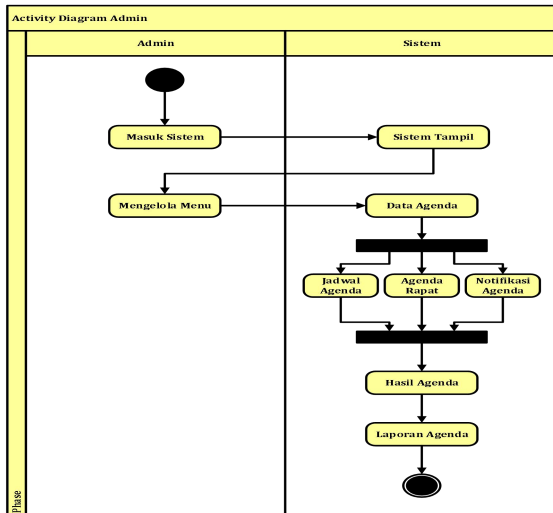 Activity Diagram Admin
Admin
Sistem
Masuk Sistem
Sistem Tampil
Mengelola Menu
Data Agenda
Jadwal
Agenda
Agenda
Rapat
Notifikasi
Agenda
Hasil Agenda
Laporan Agenda
Phase